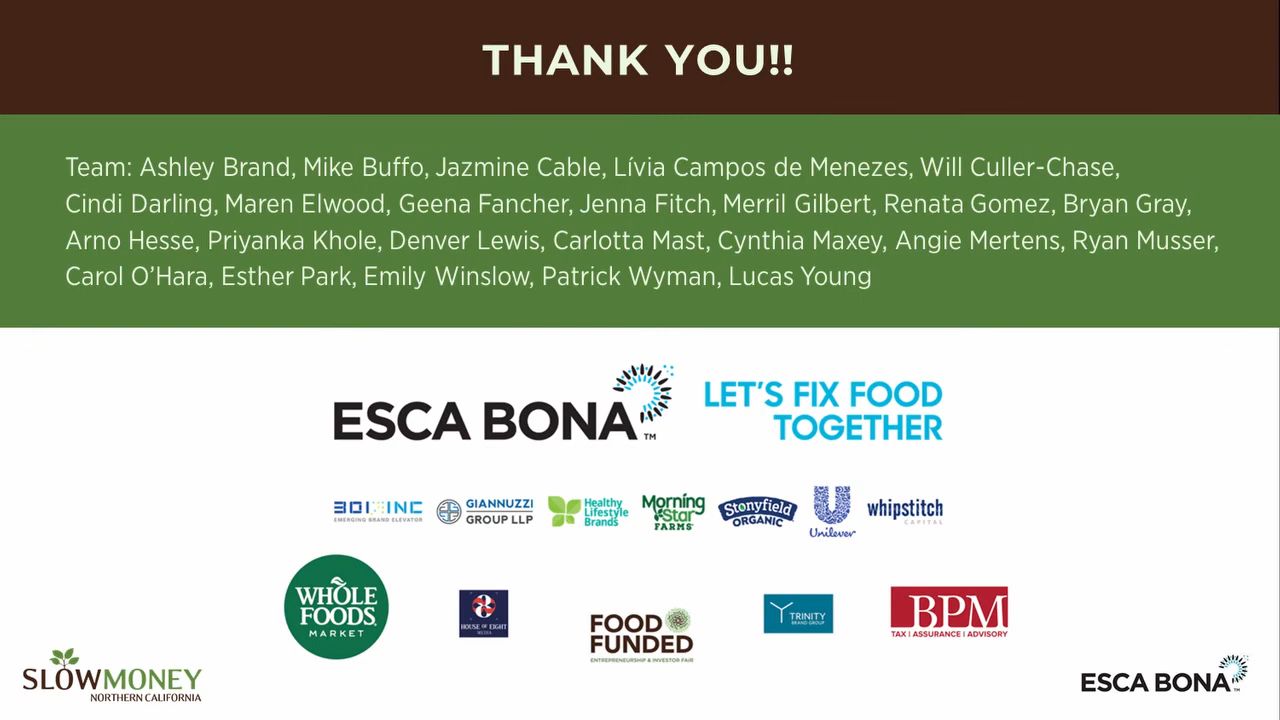 THANK YOU!!
Team: Ashley Brand, Mike Buffo, Jazmine Cable, Lívia Campos de Menezes, Will Culler-Chase,
Cindi Darling, Maren Elwood, Geena Fancher, Jenna Fitch, Merril Gilbert, Renata Gomez, Bryan Gray,
Arno Hesse, Priyanka Khole, Denver Lewis, Carlotta Mast, Cynthia Maxey, Angie Mertens, Ryan Musser,
Carol O’Hara, Esther Park, Emily Winslow, Patrick Wyman, Lucas Young
ESCA BONA™
LET'S FIX FOOD
TOGETHER
301 INC
EMERGING BRAND ELEVATOR
GIANNUZZI
GROUP LLP
Healthy
Lifestyle
Brands
Morning
Star
FARMS
Stonyfield
ORGANIC
Unilever
whipstitch
CAPITAL
WHOLE
FOODS
MARKET
HOUSE OF EIGHT
MEDIA
FOOD
FUNDED
ENTREPRENEURSHIP & INVESTOR FAIR
TRINITY
BRAND GROUP
BPM
TAX | ASSURANCE | ADVISORY
SLOWMONEY
NORTHERN CALIFORNIA
ESCA BONA™